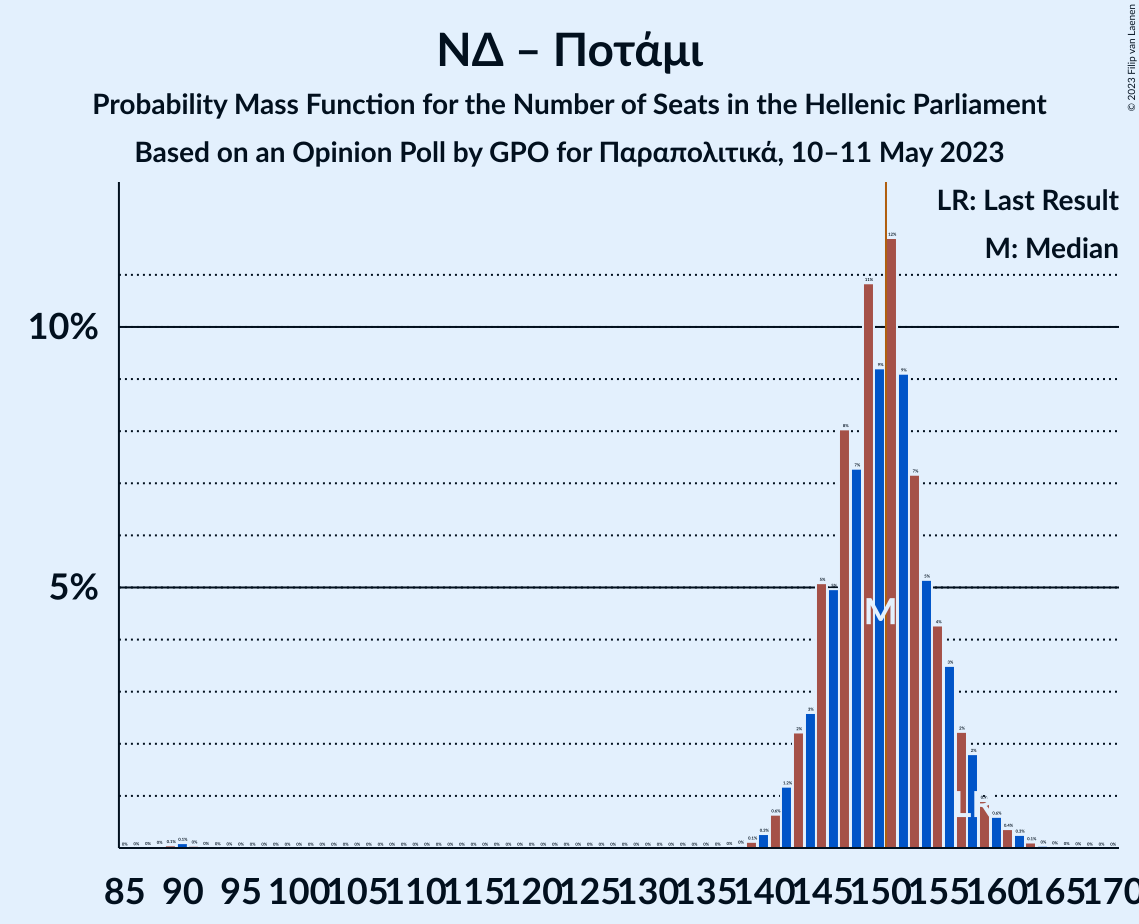 ΝΔ – Ποτάμι
Probability Mass Function for the Number of Seats in the Hellenic Parliament
Based on an Opinion Poll by GPO for Παραπολιτικά, 10–11 May 2023
© 2023 Filip van Laenen
LR: Last Result
M: Median
10%
5%
M
LR
85 90 95 100 105 110 115 120 125 130 135 140 145 150 155 160 165 170